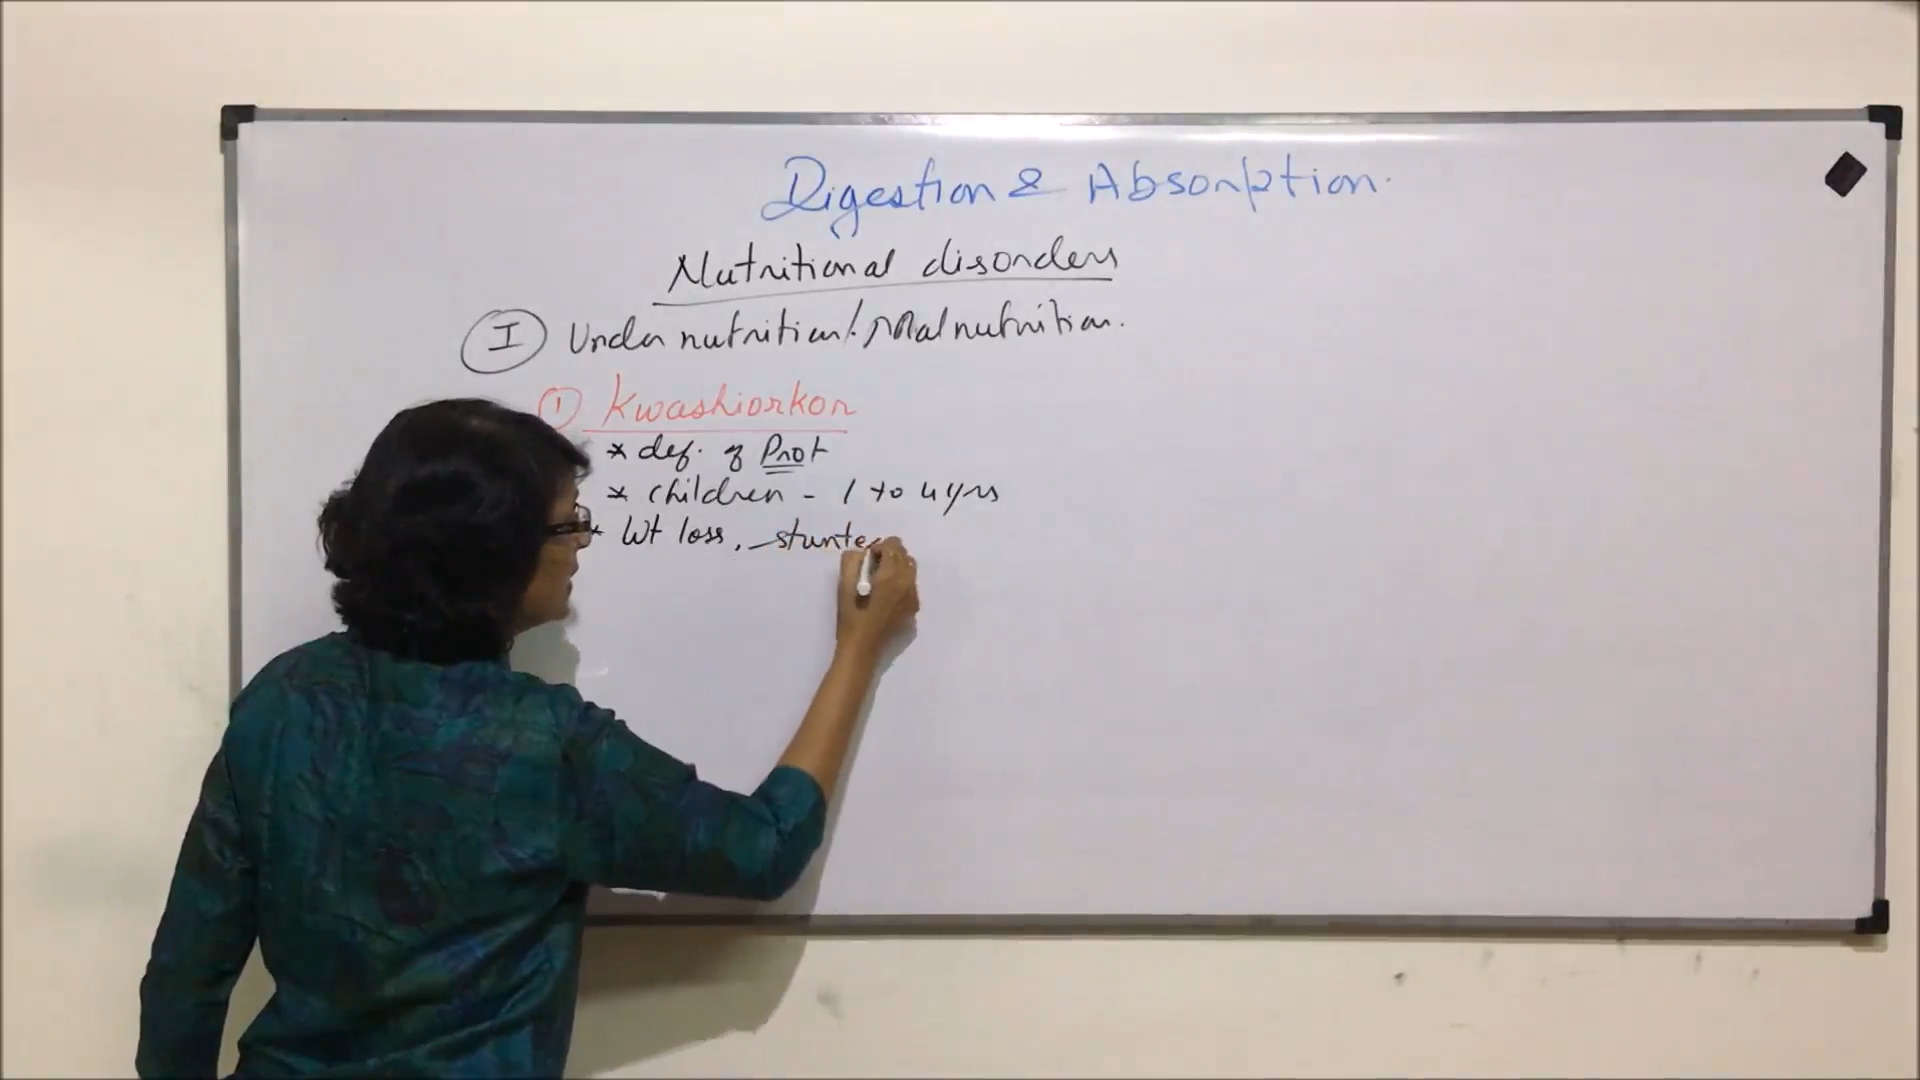 Digestion & Absorption.
Nutritional disorders
I Under nutrition/Malnutrition.
1 Kwashiorkor
* def. of Prot
* children - 1 to 4 yrs
* Wt loss, stunte